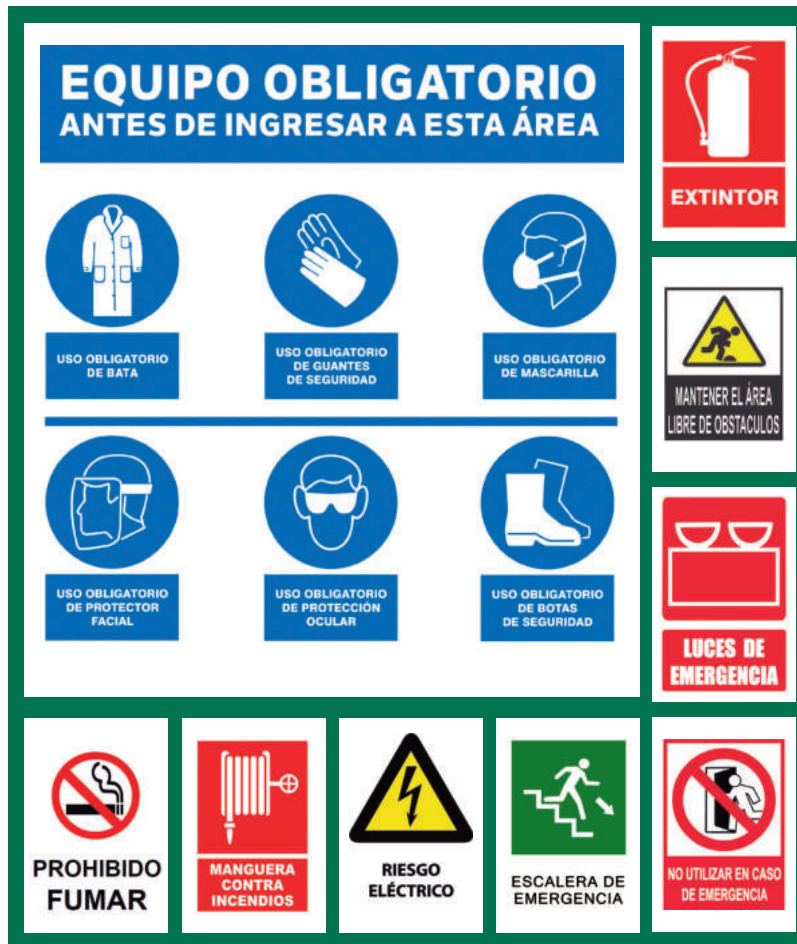 EQUIPO OBLIGATORIO
ANTES DE INGRESAR A ESTA ÁREA
USO OBLIGATORIO
DE BATA
USO OBLIGATORIO
DE GUANTES
DE SEGURIDAD
USO OBLIGATORIO
DE MASCARILLA
USO OBLIGATORIO
DE PROTECTOR
FACIAL
USO OBLIGATORIO
DE PROTECCIÓN
OCULAR
USO OBLIGATORIO
DE BOTAS
DE SEGURIDAD
EXTINTOR
MANTENER EL ÁREA
LIBRE DE OBSTACULOS
LUCES DE
EMERGENCIA
PROHIBIDO
FUMAR
MANGUERA
CONTRA
INCENDIOS
RIESGO
ELÉCTRICO
ESCALERA DE
EMERGENCIA
NO UTILIZAR EN CASO
DE EMERGENCIA